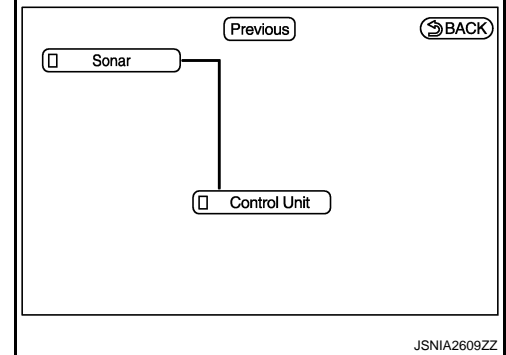 Previous
BACK
Sonar
Control Unit
JSNIA2609ZZ